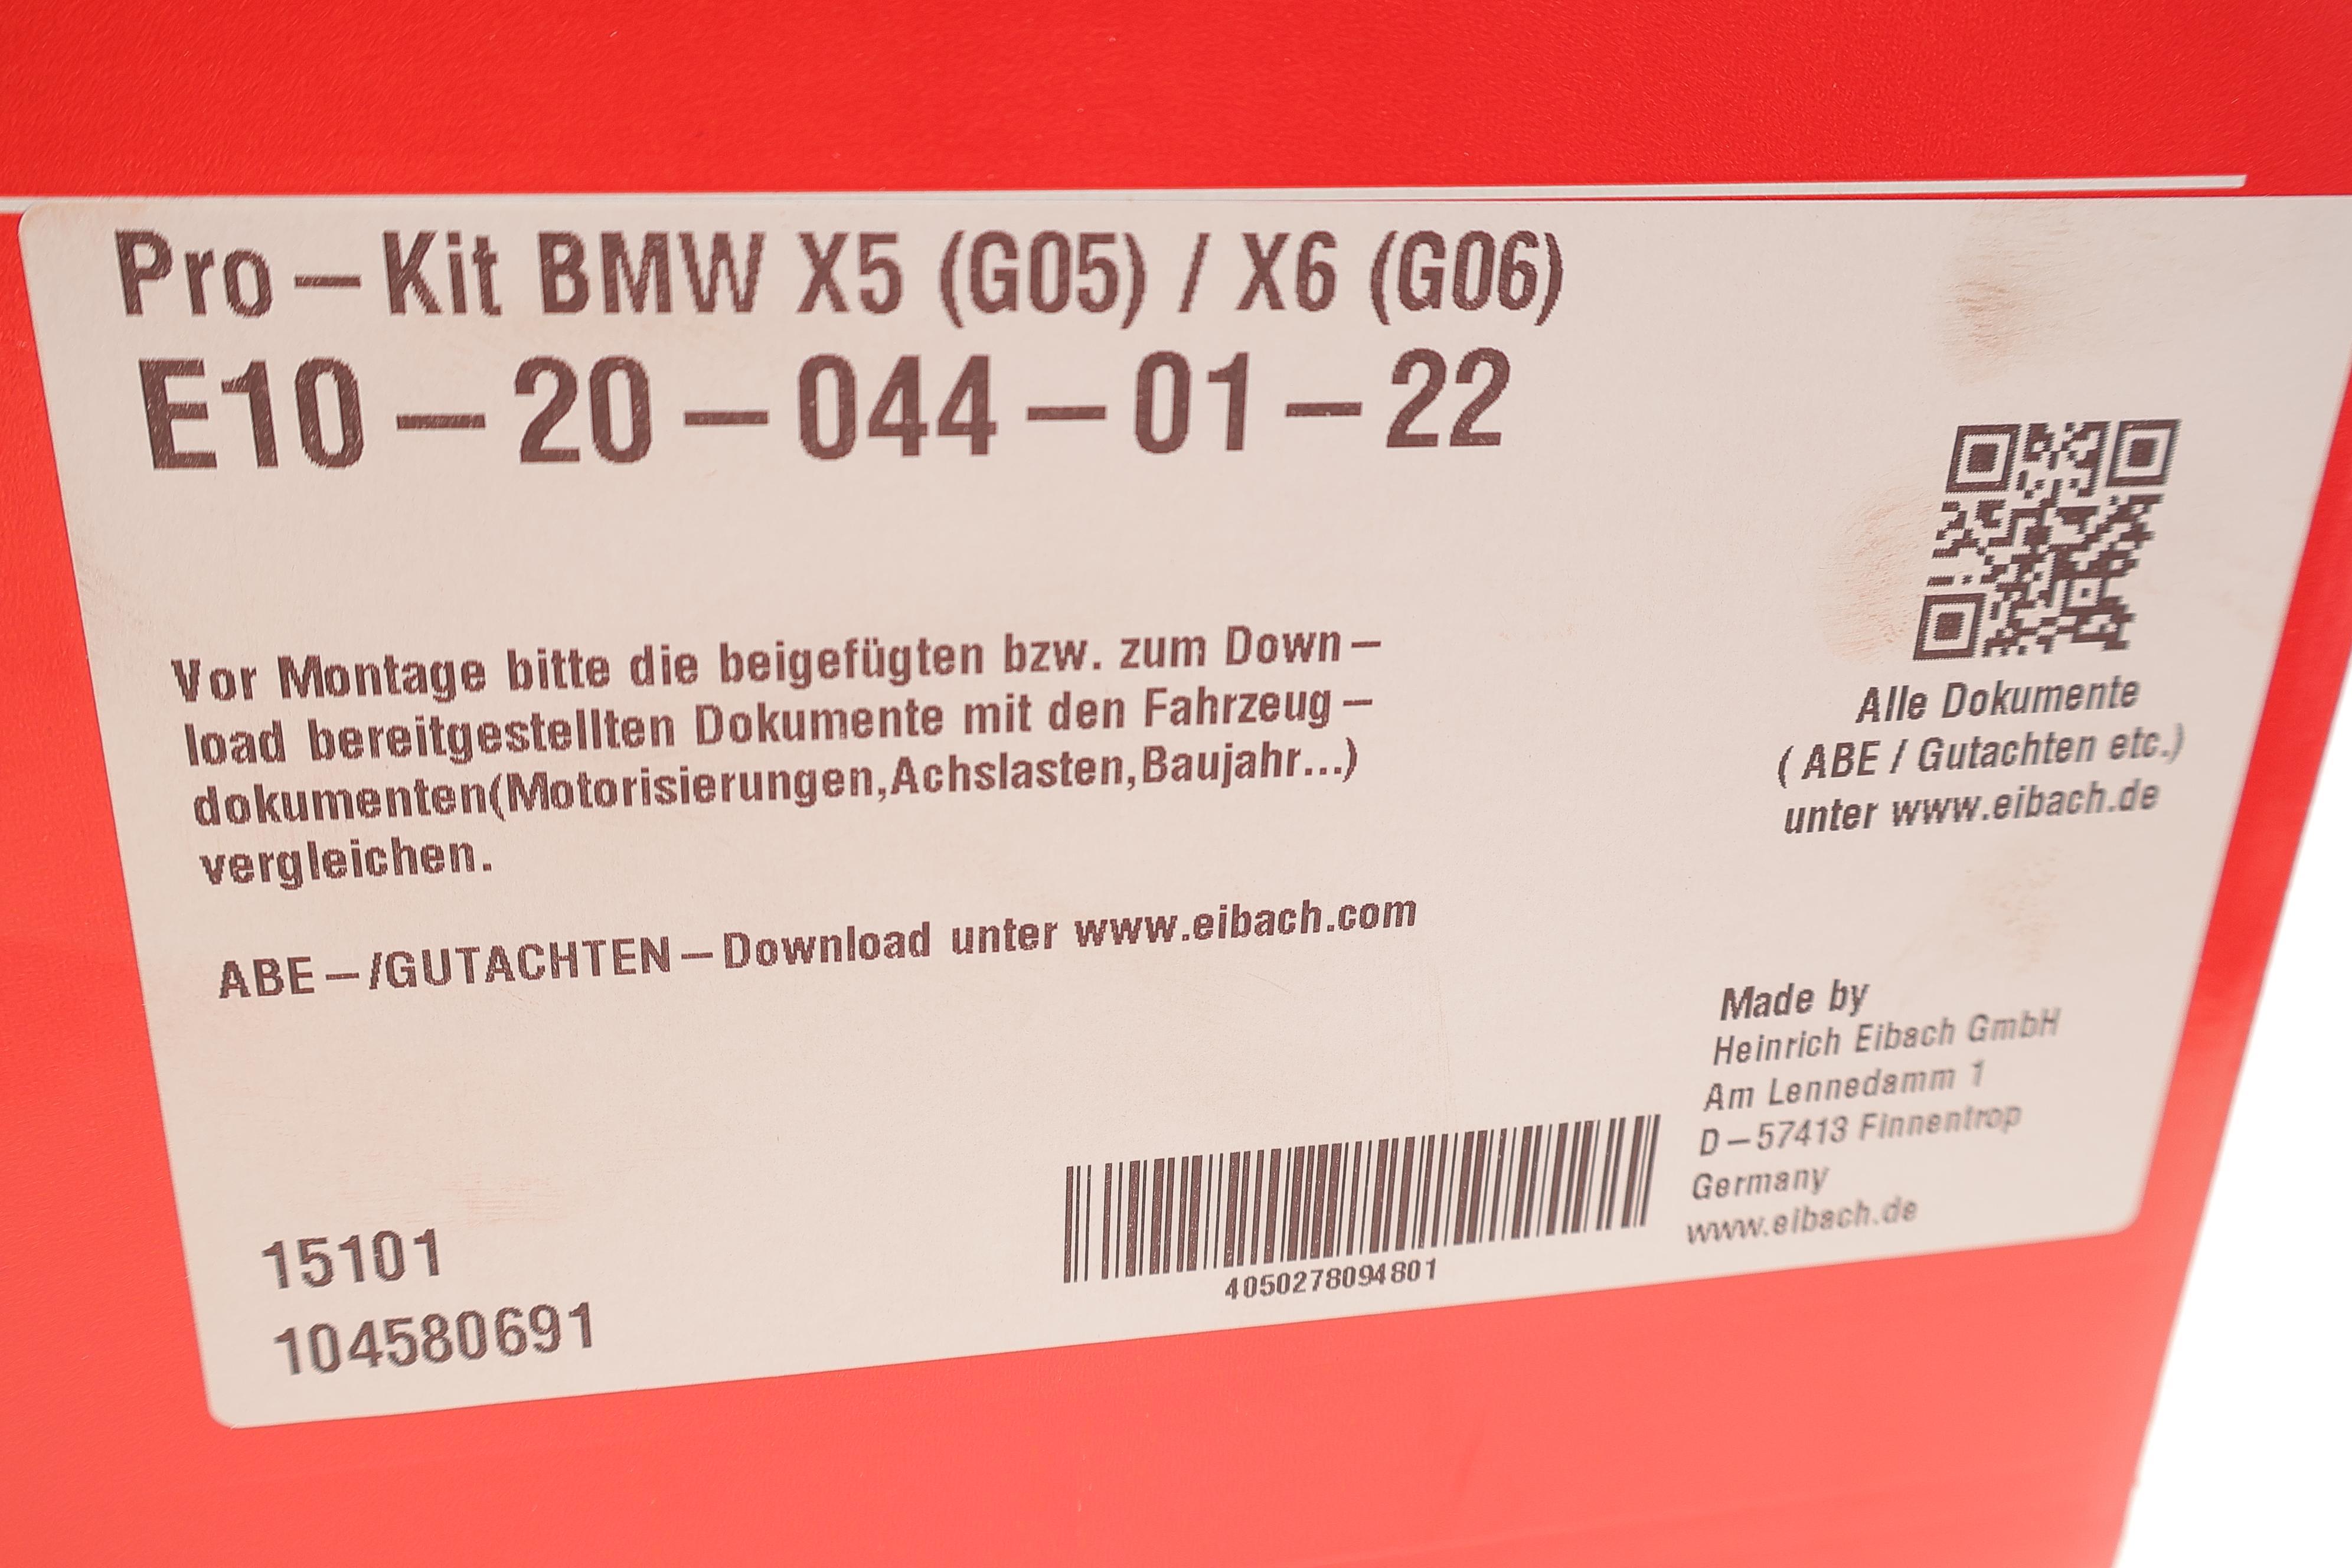 Pro-Kit BMW X5 (G05) / X6 (G06)
E10-20-044-01-22
Vor Montage bitte die beigefügten bzw. zum Down-
load bereitgestellten Dokumente mit den Fahrzeug-
dokumenten(Motorisierungen,Achslasten,Baujahr...)
vergleichen.
ABE-/GUTACHTEN-Download unter www.eibach.com
Alle Dokumente
( ABE / Gutachten etc.)
unter www.eibach.de
Made by
Heinrich Eibach GmbH
Am Lennedamm 1
D-57413 Finnentrop
Germany
www.eibach.de
15101
104580691
4050278094801